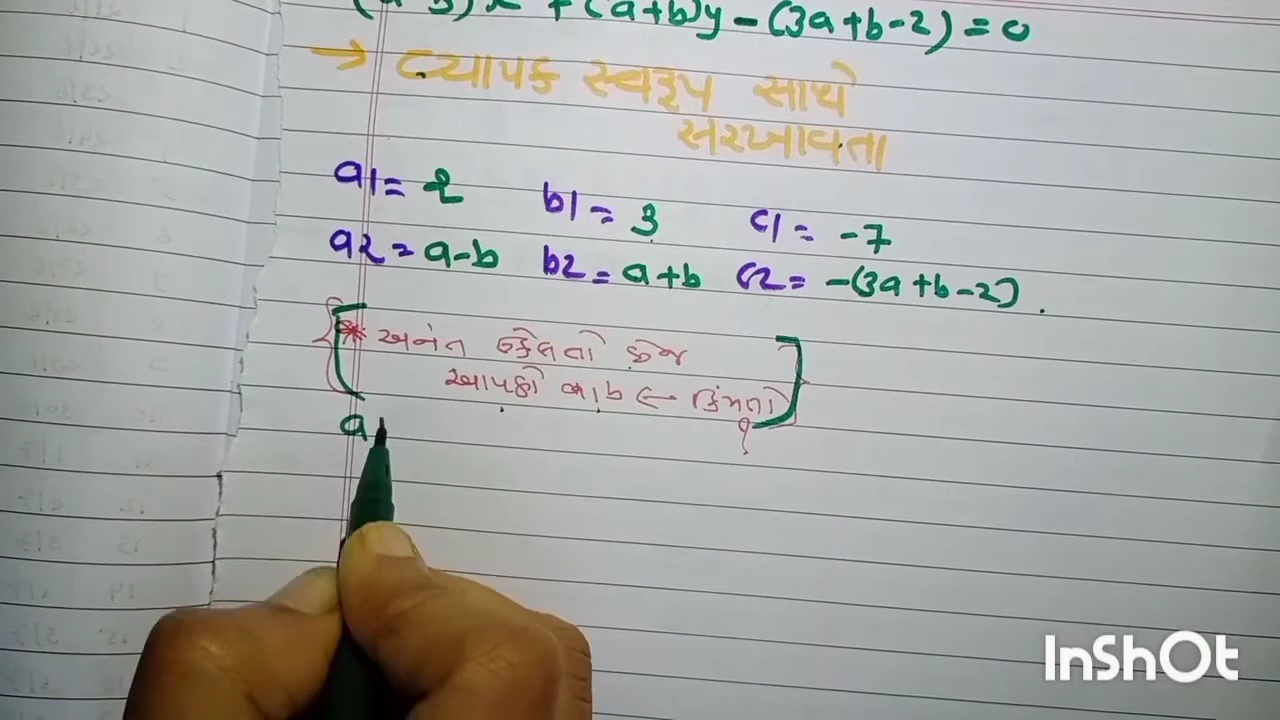 + (a+b)y - (3a+b-2) = 0
→ વ્યાપક સ્વરૂપ સાથે
સરખાવતા
a1 = 2 b1 = 3 c1 = -7
a2 = a-b b2 = a+b c2 = -(3a+b-2).
* અનંત ઉકેલતો છેજ
આપણે a,b ← કિંમતો
?
a
InShOt